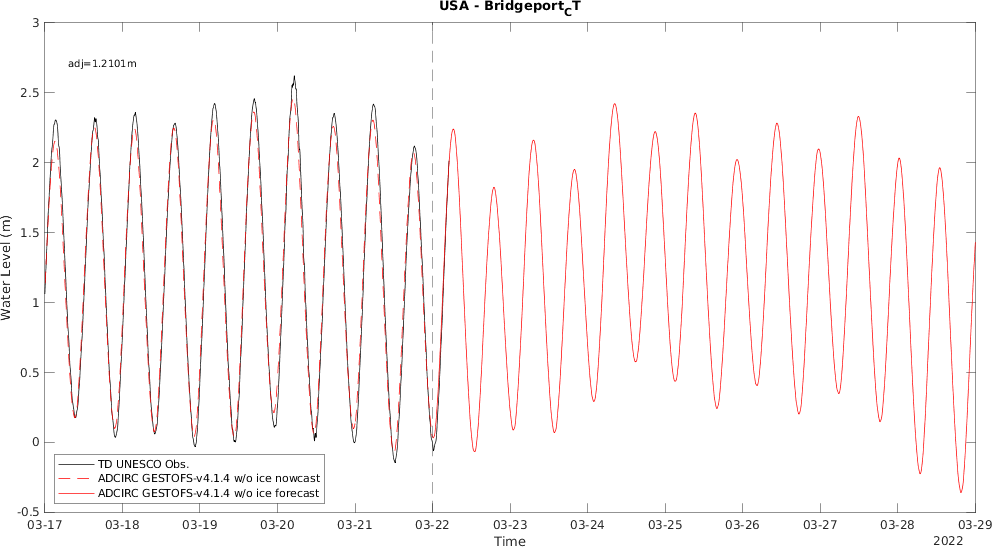 USA - Bridgeport_CT
adj=1.2101m
3
2.5
2
1.5
1
0.5
0
-0.5
Water Level (m)
TD UNESCO Obs.
ADCIRC GESTOFS-v4.1.4 w/o ice nowcast
ADCIRC GESTOFS-v4.1.4 w/o ice forecast
03-17 03-18 03-19 03-20 03-21 03-22 03-23 03-24 03-25 03-26 03-27 03-28 03-29
Time
2022